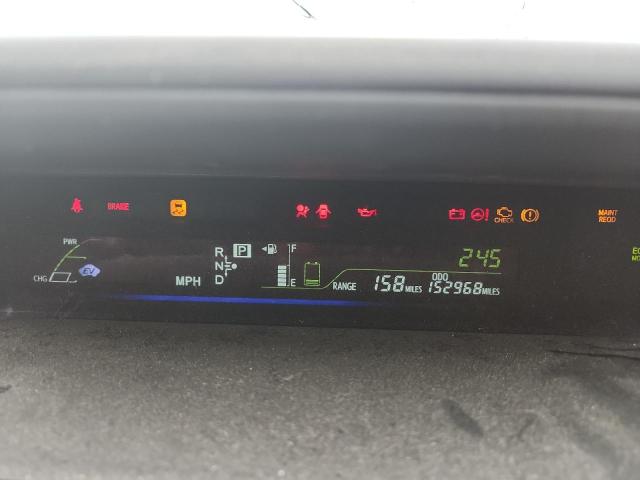 BRAKE
CHECK
MAINT
REQD
PWR
CHG
EV
MPH
R
N
D
P
F
E
245
RANGE 158 MILES
ODO
152968 MILES